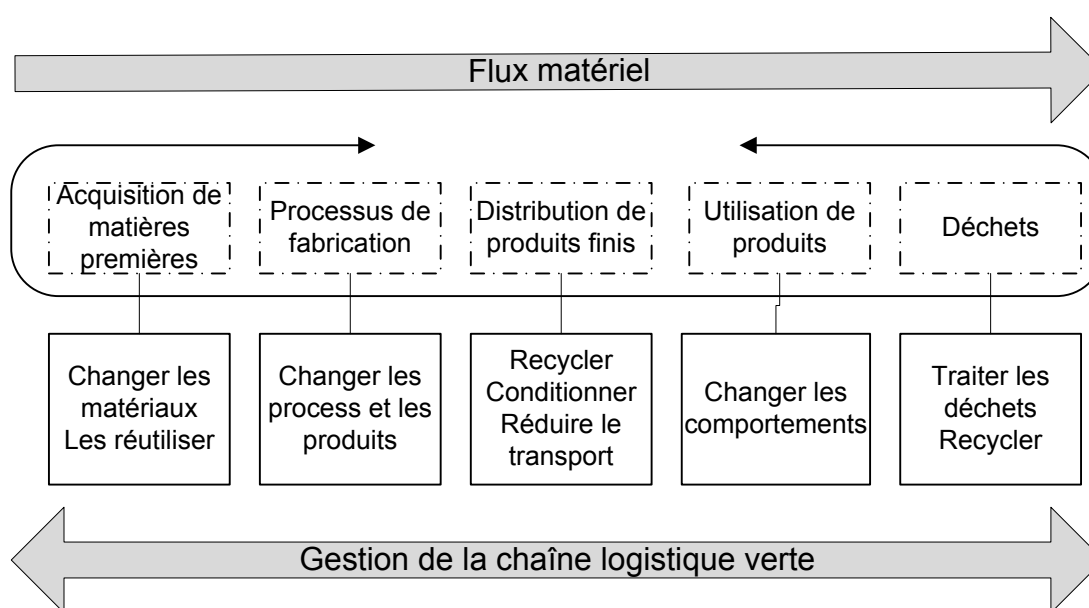 Flux matériel
Acquisition de
matières
premières
Processus de
fabrication
Distribution de
produits finis
Utilisation de
produits
Déchets
Changer les
matériaux
Les réutiliser
Changer les
process et les
produits
Recycler
Conditionner
Réduire le
transport
Changer les
comportements
Traiter les
déchets
Recycler
Gestion de la chaîne logistique verte